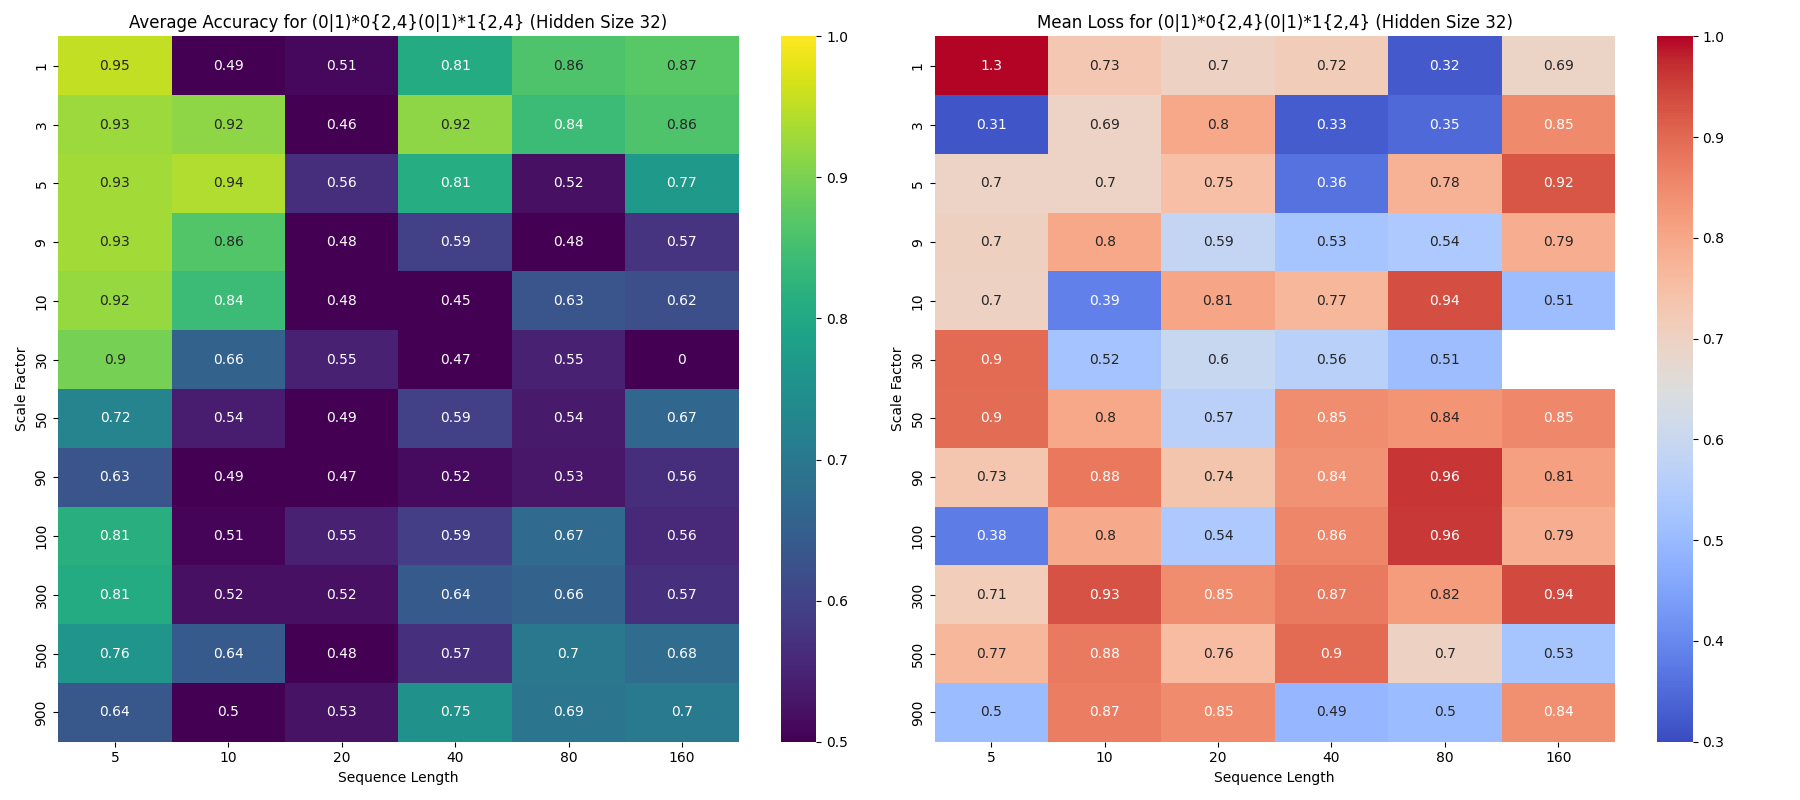 Average Accuracy for (0|1)*0{2,4}(0|1)*1{2,4} (Hidden Size 32)
1 0.95 0.49 0.51 0.81 0.86 0.87
3 0.93 0.92 0.46 0.92 0.84 0.86
5 0.93 0.94 0.56 0.81 0.52 0.77
9 0.93 0.86 0.48 0.59 0.48 0.57
10 0.92 0.84 0.48 0.45 0.63 0.62
30 0.9 0.66 0.55 0.47 0.55 0
50 0.72 0.54 0.49 0.59 0.54 0.67
90 0.63 0.49 0.47 0.52 0.53 0.56
100 0.81 0.51 0.55 0.59 0.67 0.56
300 0.81 0.52 0.52 0.64 0.66 0.57
500 0.76 0.64 0.48 0.57 0.7 0.68
900 0.64 0.5 0.53 0.75 0.69 0.7
5 10 20 40 80 160
Sequence Length
Scale Factor
1.0
0.9
0.8
0.7
0.6
0.5
Mean Loss for (0|1)*0{2,4}(0|1)*1{2,4} (Hidden Size 32)
1 1.3 0.73 0.7 0.72 0.32 0.69
3 0.31 0.69 0.8 0.33 0.35 0.85
5 0.7 0.7 0.75 0.36 0.78 0.92
9 0.7 0.8 0.59 0.53 0.54 0.79
10 0.7 0.39 0.81 0.77 0.94 0.51
30 0.9 0.52 0.6 0.56 0.51
50 0.9 0.8 0.57 0.85 0.84 0.85
90 0.73 0.88 0.74 0.84 0.96 0.81
100 0.38 0.8 0.54 0.86 0.96 0.79
300 0.71 0.93 0.85 0.87 0.82 0.94
500 0.77 0.88 0.76 0.9 0.7 0.53
900 0.5 0.87 0.85 0.49 0.5 0.84
5 10 20 40 80 160
Sequence Length
Scale Factor
1.0
0.9
0.8
0.7
0.6
0.5
0.4
0.3